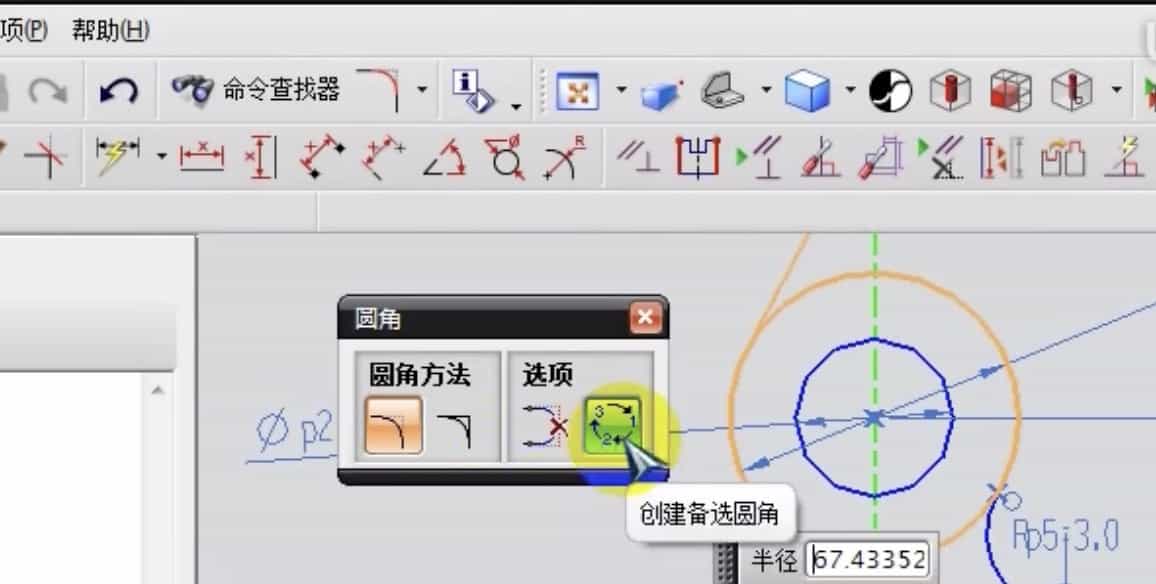 项(P) 帮助(H)
命令查找器
圆角
圆角方法 选项
Ø p2
创建备选圆角
半径 67.43352
Rp5=3.0